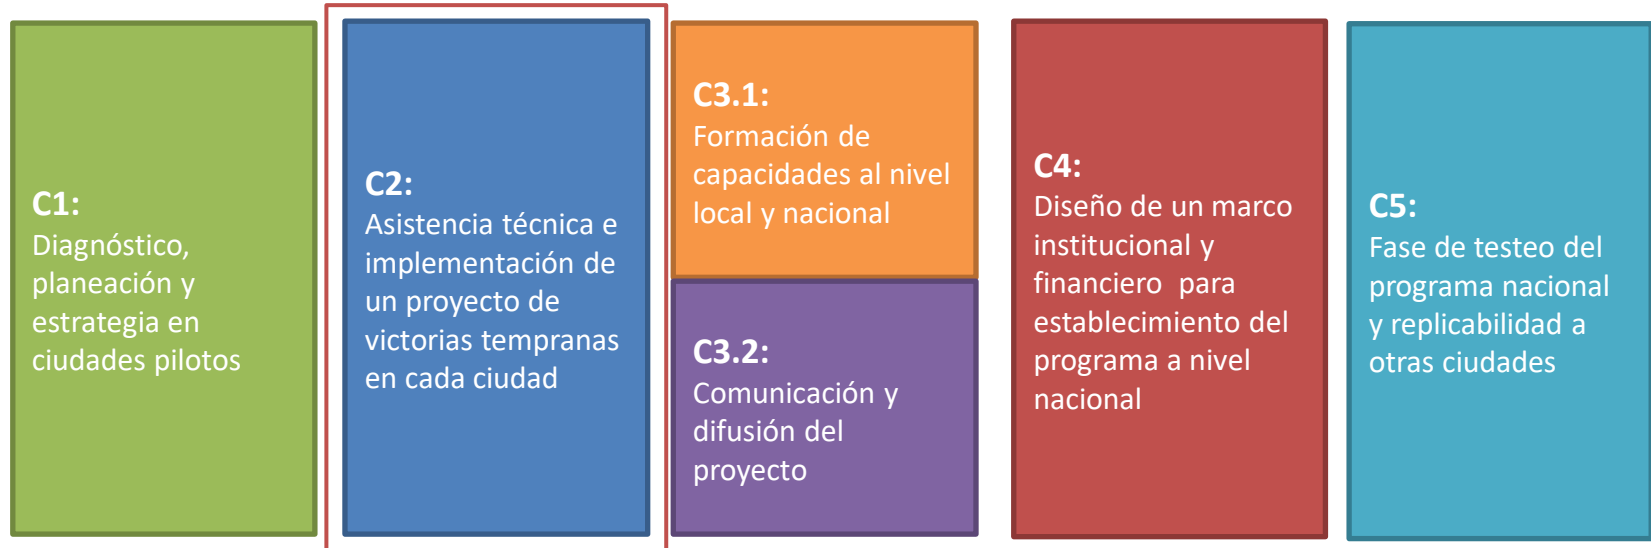 C1:
Diagnóstico,
planeación y
estrategia en
ciudades pilotos
C2:
Asistencia técnica e
implementación de
un proyecto de
victorias tempranas
en cada ciudad
C3.1:
Formación de
capacidades al nivel
local y nacional
C3.2:
Comunicación y
difusión del
proyecto
C4:
Diseño de un marco
institucional y
financiero  para
establecimiento del
programa a nivel
nacional
C5:
Fase de testeo del
programa nacional
y replicabilidad a
otras ciudades